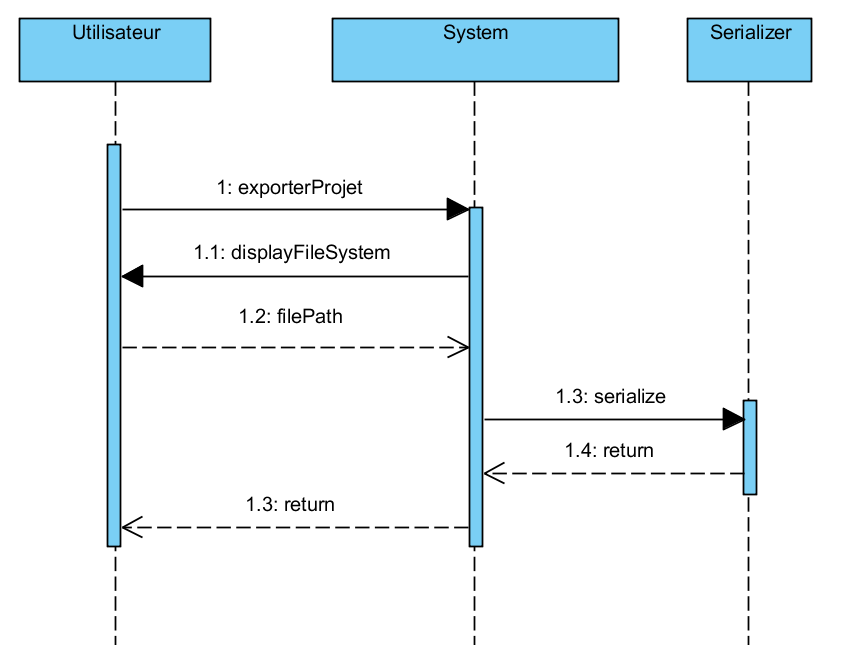 Utilisateur
System
Serializer
1: exporterProjet
1.1: displayFileSystem
1.2: filePath
1.3: serialize
1.4: return
1.3: return